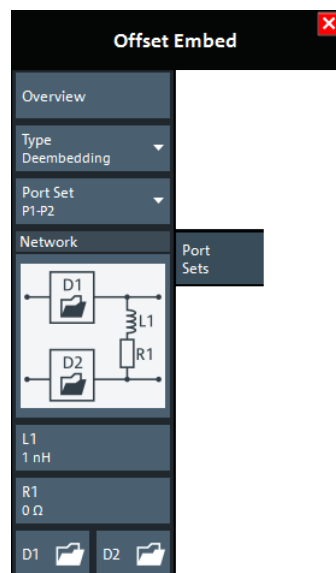 Offset Embed
Overview
Type
Deembedding
Port Set
P1-P2
Network
D1
L1
D2
R1
Port
Sets
L1
1 nH
R1
0 Ω
D1 D2